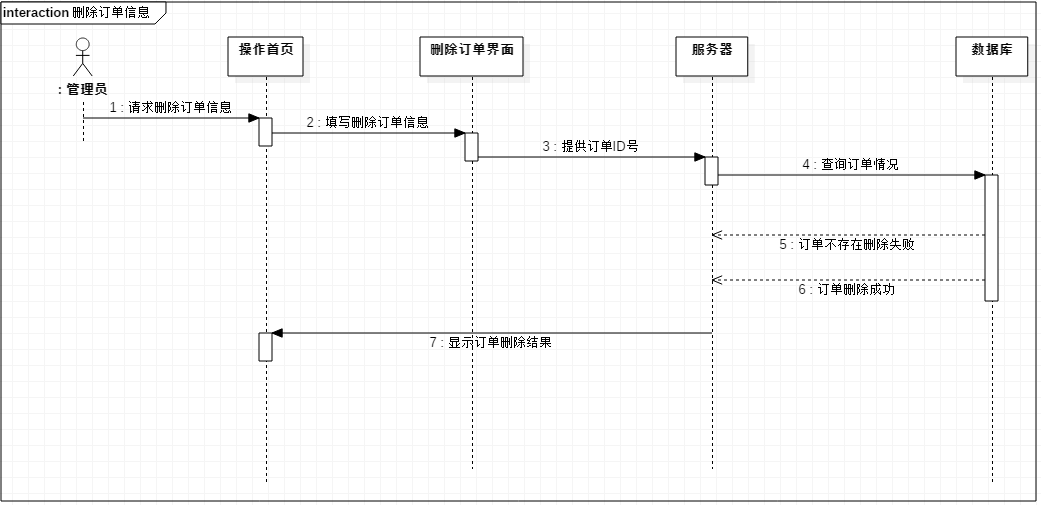 interaction 删除订单信息
操作首页
删除订单界面
服务器
数据库
: 管理员
1 : 请求删除订单信息
2 : 填写删除订单信息
3 : 提供订单ID号
4 : 查询订单情况
5 : 订单不存在删除失败
6 : 订单删除成功
7 : 显示订单删除结果